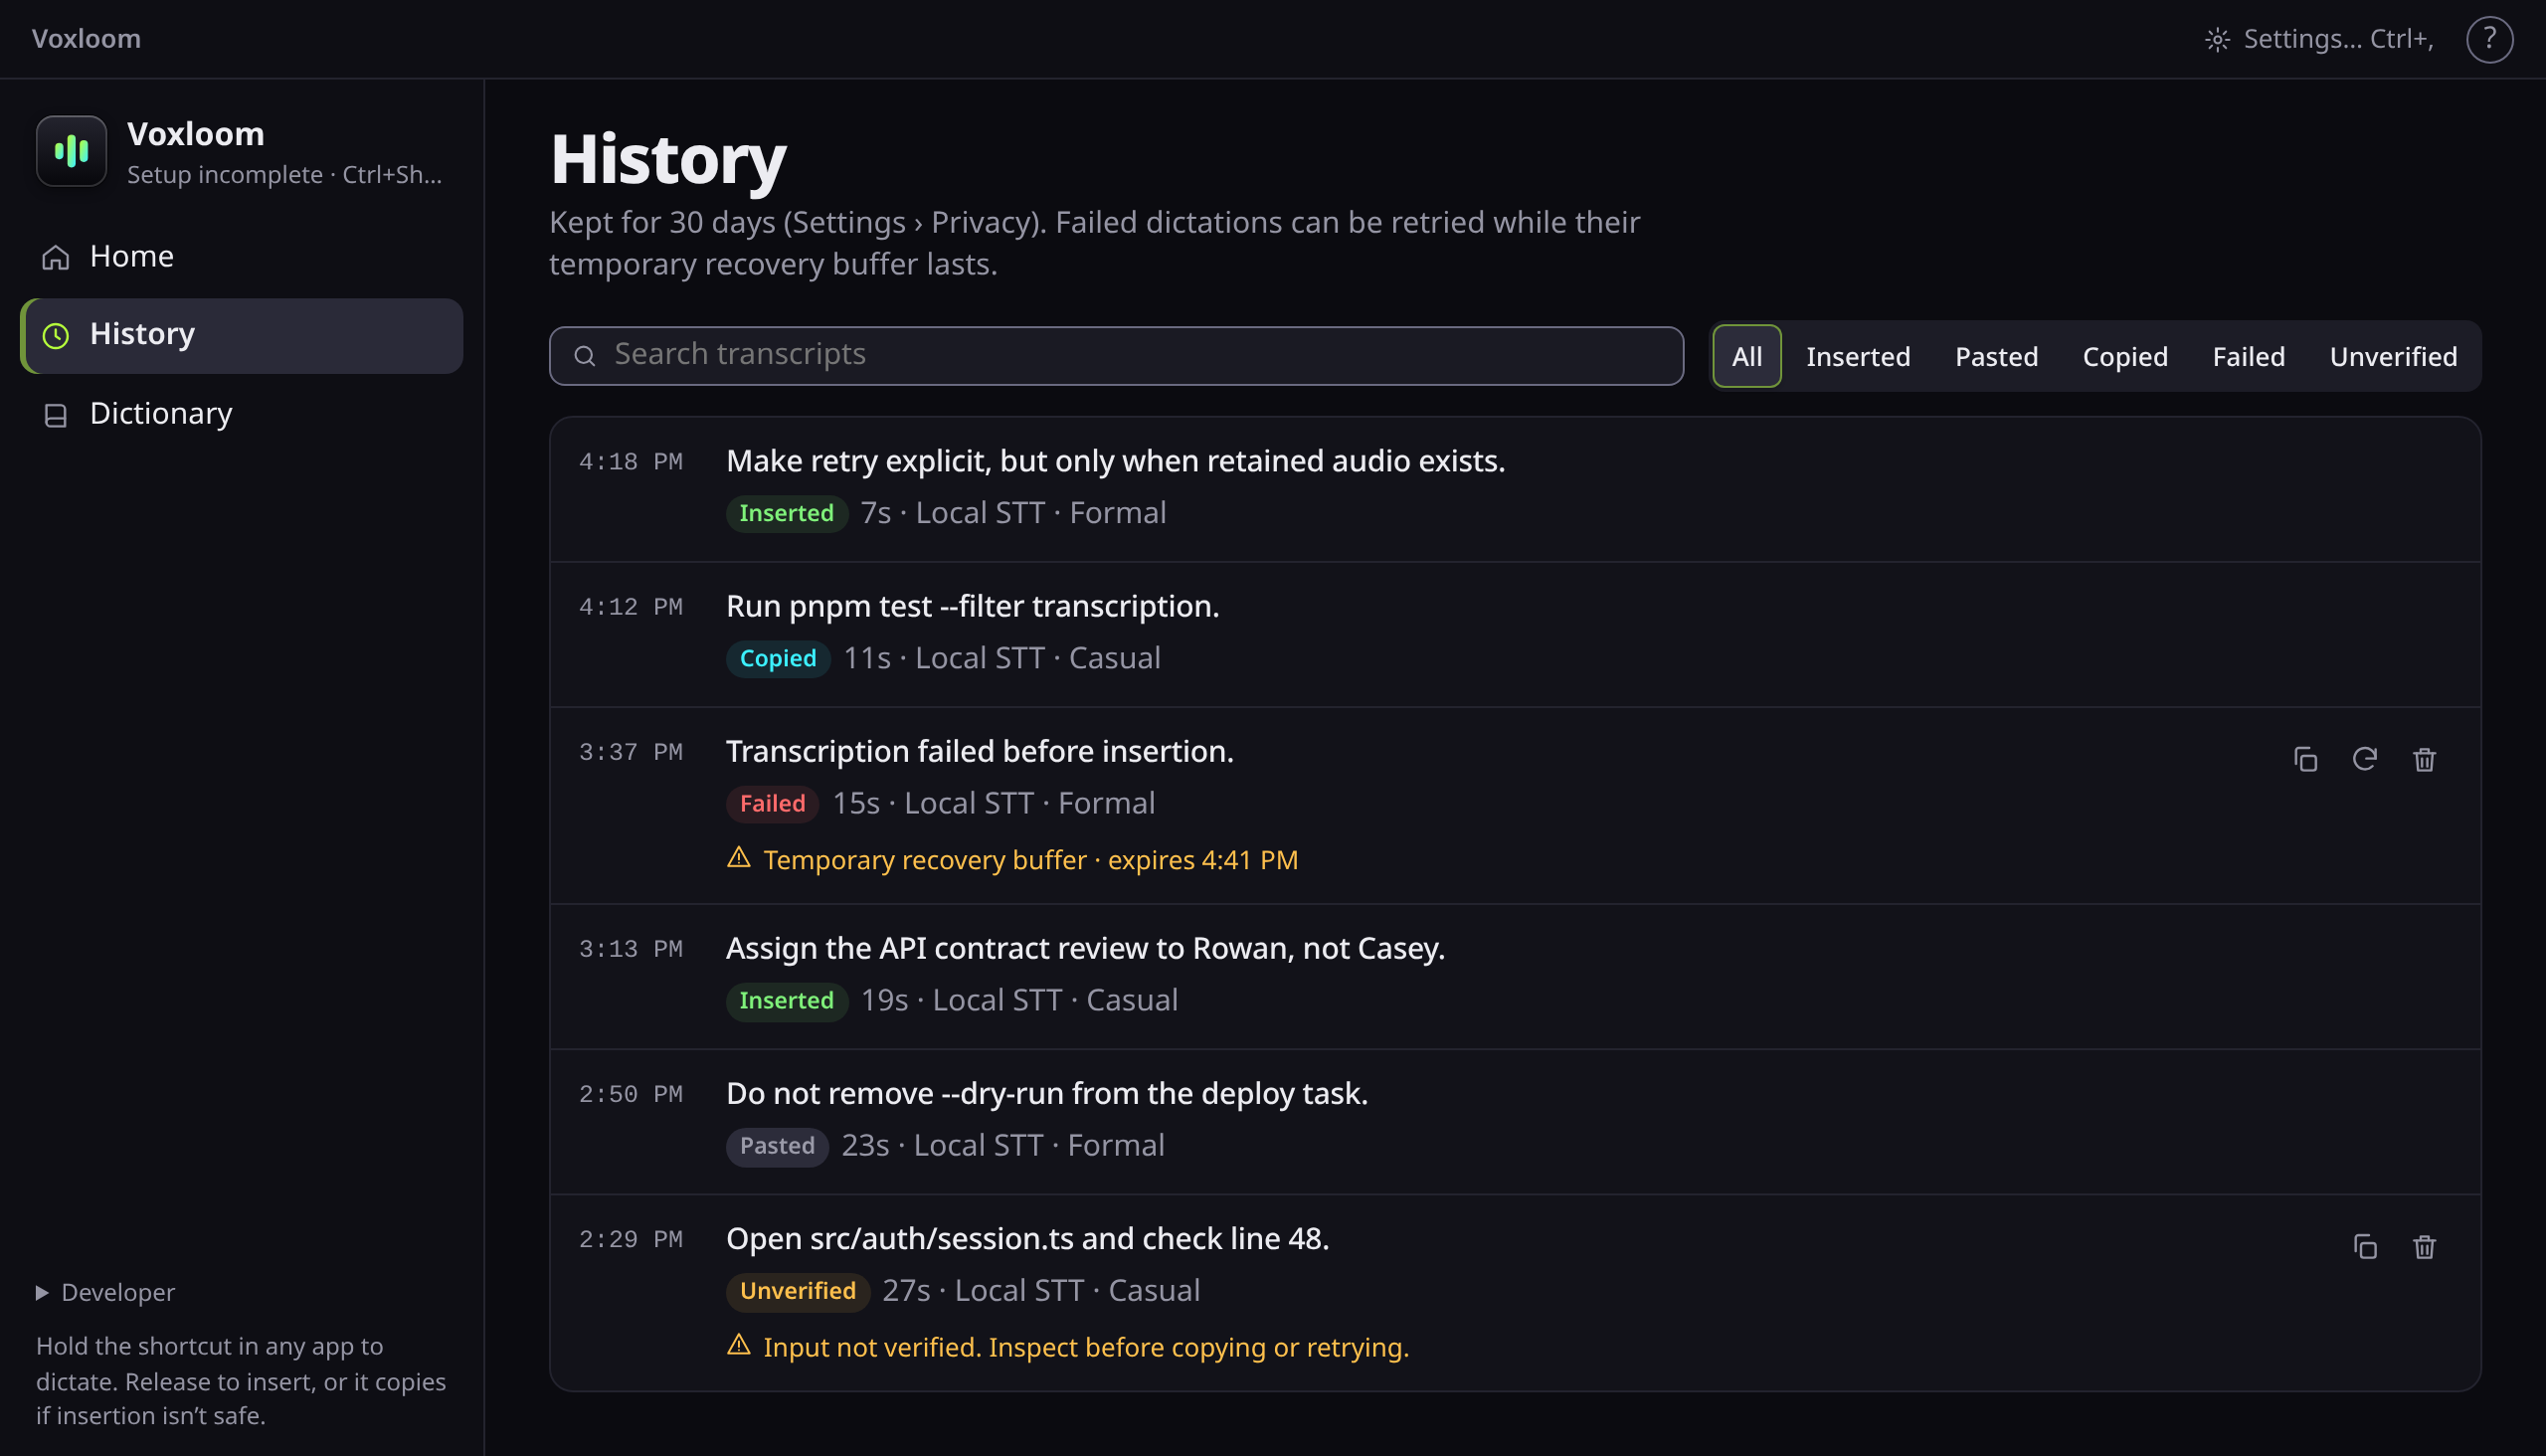 Voxloom
Settings... Ctrl+,
?
Voxloom
Setup incomplete · Ctrl+Sh...
Home
History
Dictionary
Developer
Hold the shortcut in any app to
dictate. Release to insert, or it copies
if insertion isn’t safe.
History
Kept for 30 days (Settings › Privacy). Failed dictations can be retried while their
temporary recovery buffer lasts.
Search transcripts
All Inserted Pasted Copied Failed Unverified
4:18 PM Make retry explicit, but only when retained audio exists.
Inserted 7s · Local STT · Formal
4:12 PM Run pnpm test --filter transcription.
Copied 11s · Local STT · Casual
3:37 PM Transcription failed before insertion.
Failed 15s · Local STT · Formal
Temporary recovery buffer · expires 4:41 PM
3:13 PM Assign the API contract review to Rowan, not Casey.
Inserted 19s · Local STT · Casual
2:50 PM Do not remove --dry-run from the deploy task.
Pasted 23s · Local STT · Formal
2:29 PM Open src/auth/session.ts and check line 48.
Unverified 27s · Local STT · Casual
Input not verified. Inspect before copying or retrying.